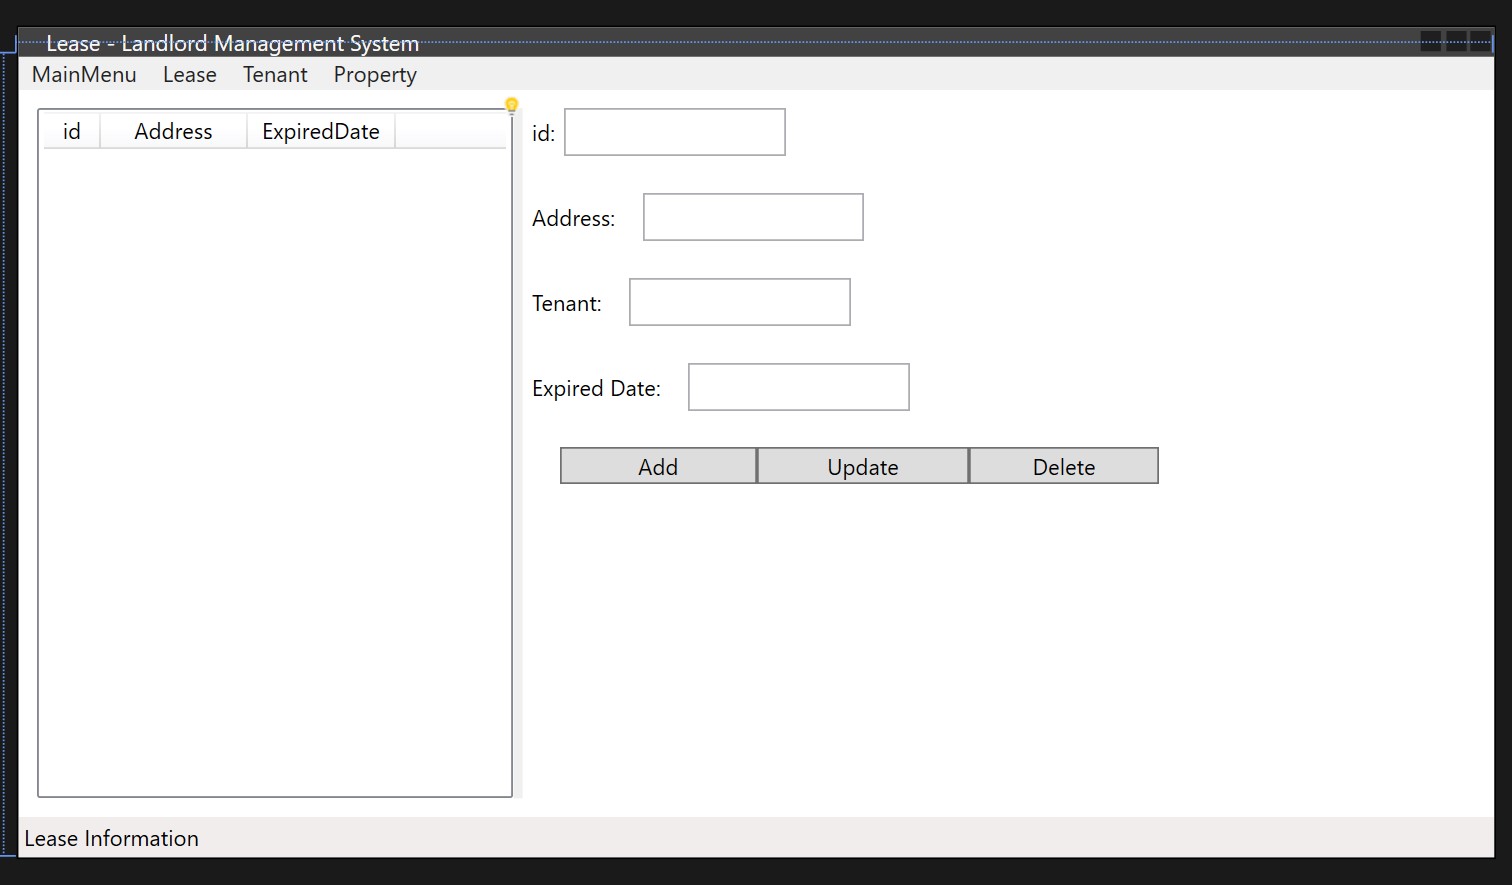 Lease - Landlord Management System
MainMenu Lease Tenant Property
id Address ExpiredDate
id:
Address:
Tenant:
Expired Date:
Add Update Delete
Lease Information